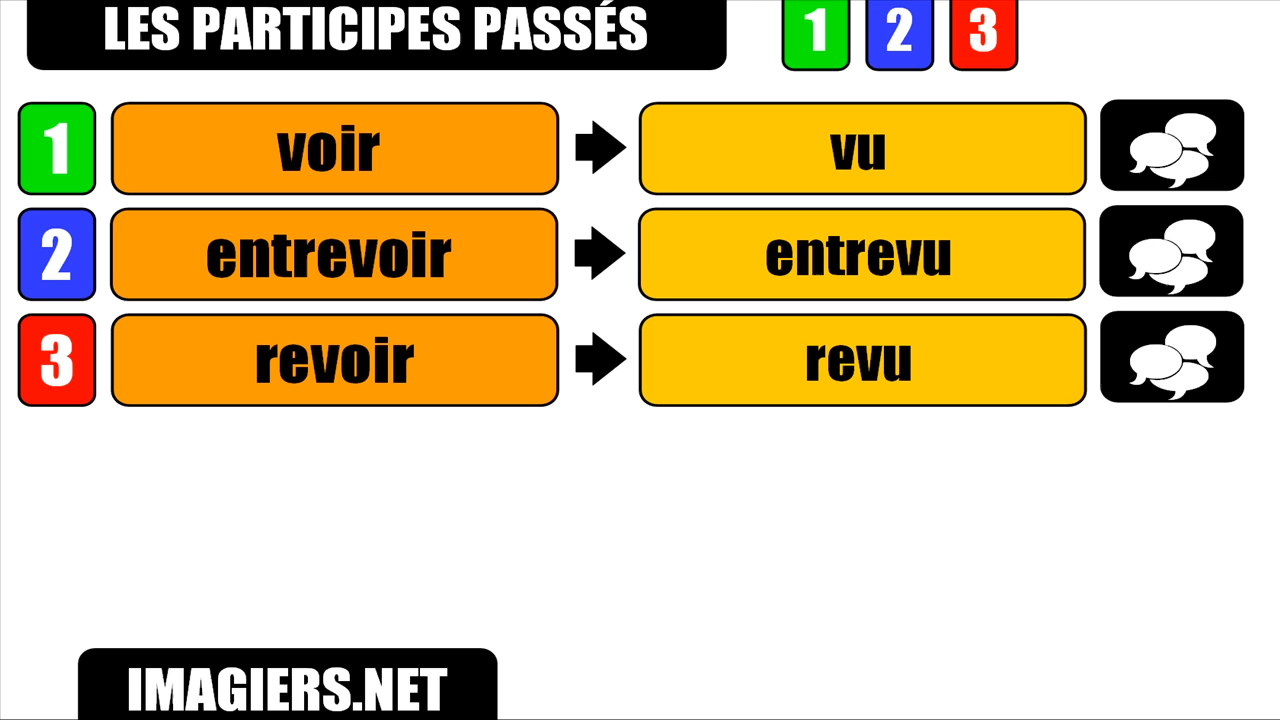 LES PARTICIPES PASSÉS 1 2 3
1 voir vu
2 entrevoir entrevu
3 revoir revu
IMAGIERS.NET